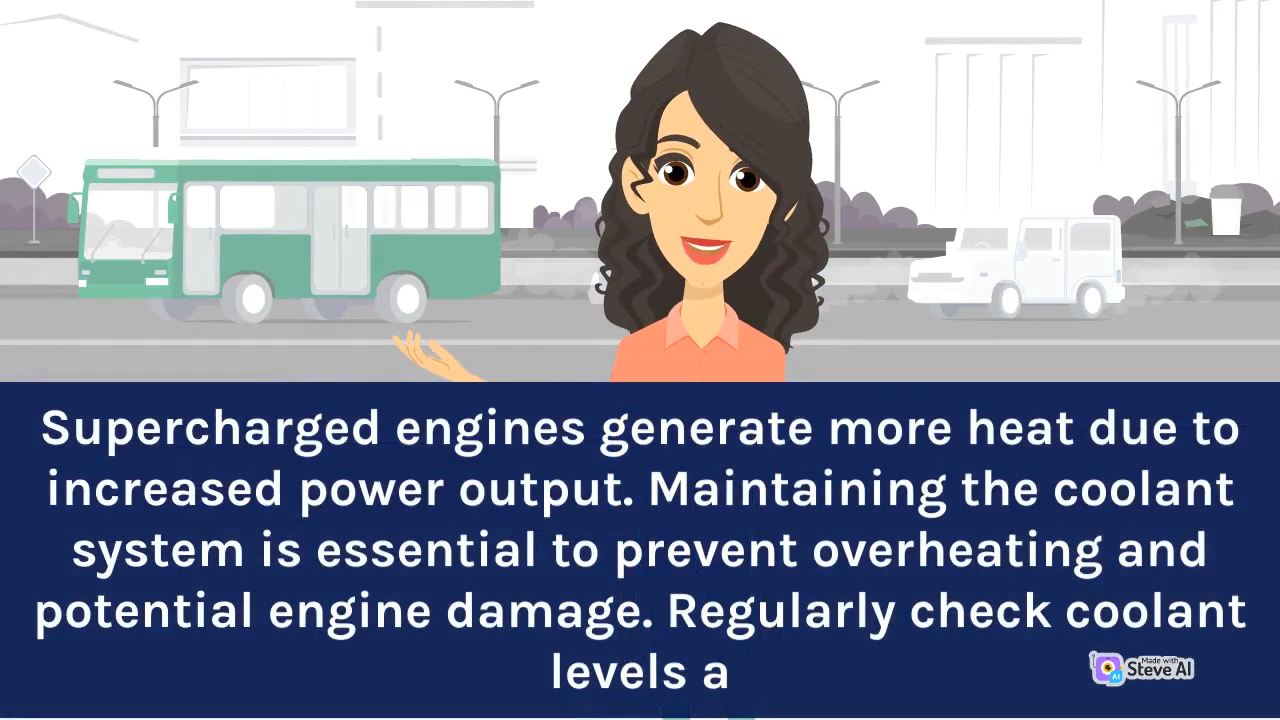 Supercharged engines generate more heat due to
increased power output. Maintaining the coolant
system is essential to prevent overheating and
potential engine damage. Regularly check coolant
levels a
Made with
Steve AI
AI